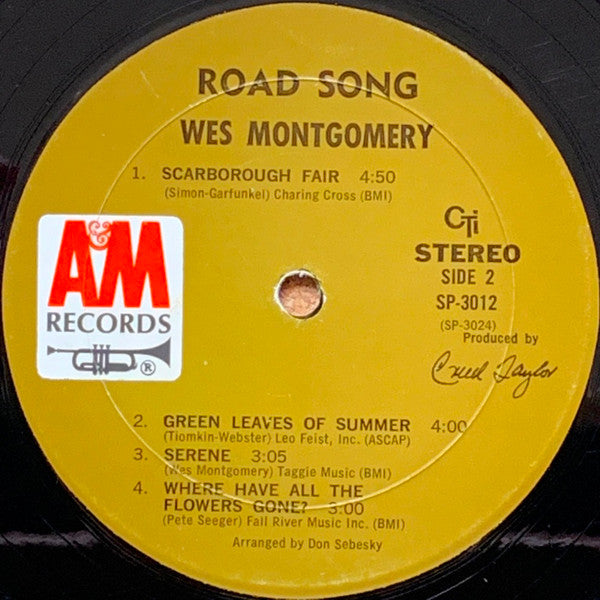 ROAD SONG
WES MONTGOMERY
1. SCARBOROUGH FAIR 4:50
(Simon-Garfunkel) Charing Cross (BMI)
A&M
RECORDS
®
CTi
STEREO
SIDE 2
SP-3012
(SP-3024)
Produced by
Creed Taylor
2. GREEN LEAVES OF SUMMER 4:00
(Tiomkin-Webster) Leo Feist, Inc. (ASCAP)
3. SERENE 3:05
(Wes Montgomery) Taggie Music (BMI)
4. WHERE HAVE ALL THE
FLOWERS GONE? 3:00
(Pete Seeger) Fall River Music Inc. (BMI)
Arranged by Don Sebesky